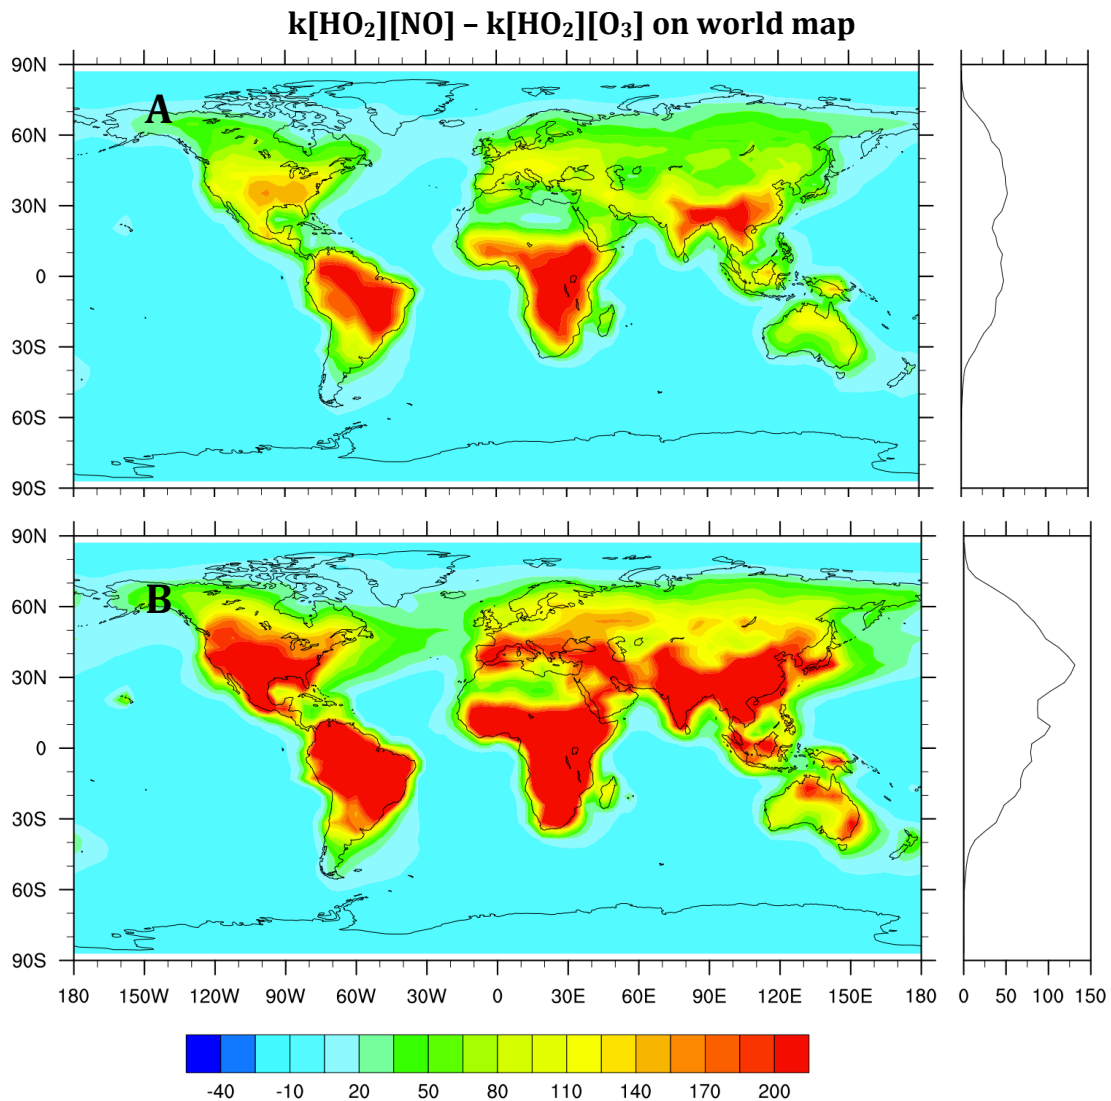 k[HO₂][NO] – k[HO₂][O₃] on world map
90N
A
60N
30N
0
30S
60S
90S
90N
B
60N
30N
0
30S
60S
90S
180 150W 120W 90W 60W 30W 0 30E 60E 90E 120E 150E 180
0 50 100 150
-40 -10 20 50 80 110 140 170 200